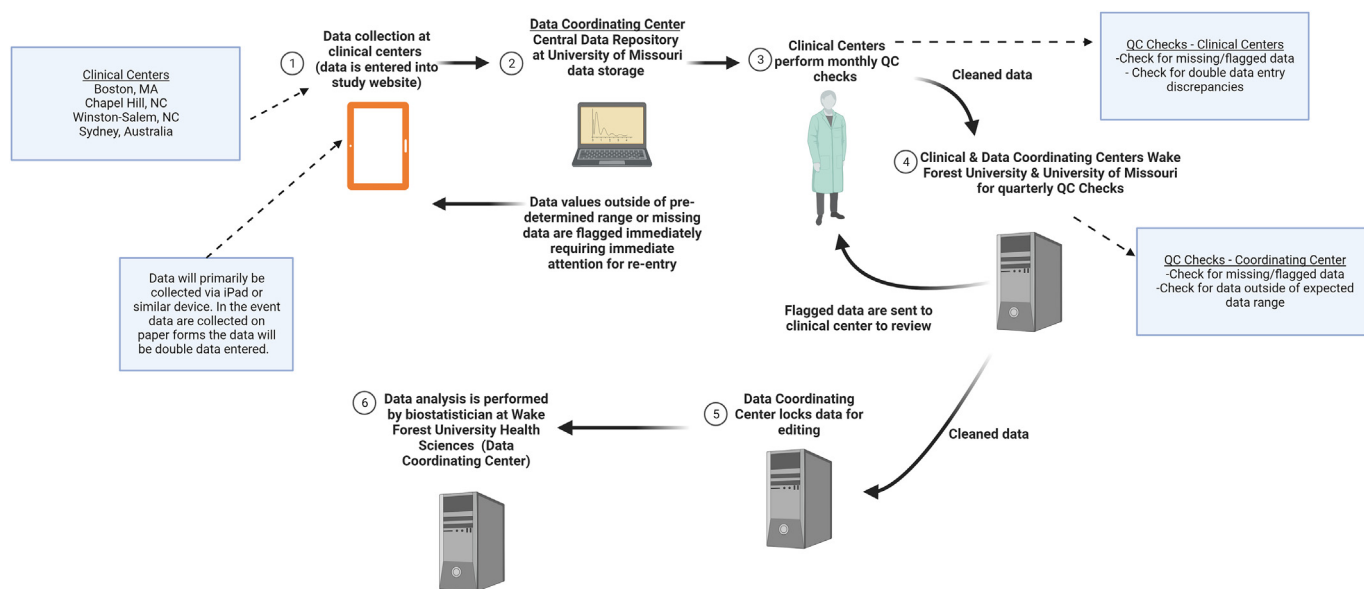 Clinical Centers
Boston, MA
Chapel Hill, NC
Winston-Salem, NC
Sydney, Australia
1
Data collection at
clinical centers
(data is entered into
study website)
Data will primarily be
collected via iPad or
similar device. In the event
data are collected on
paper forms the data will
be double data entered.
2
Data Coordinating Center
Central Data Repository
at University of Missouri
data storage
Data values outside of pre-
determined range or missing
data are flagged immediately
requiring immediate
attention for re-entry
3
Clinical Centers
perform monthly QC
checks
QC Checks - Clinical Centers
-Check for missing/flagged data
- Check for double data entry
discrepancies
Cleaned data
4
Clinical & Data Coordinating Centers Wake
Forest University & University of Missouri
for quarterly QC Checks
QC Checks - Coordinating Center
-Check for missing/flagged data
-Check for data outside of expected
data range
Flagged data are sent to
clinical center to review
Cleaned data
5
Data Coordinating
Center locks data for
editing
6
Data analysis is performed
by biostatistician at Wake
Forest University Health
Sciences (Data
Coordinating Center)